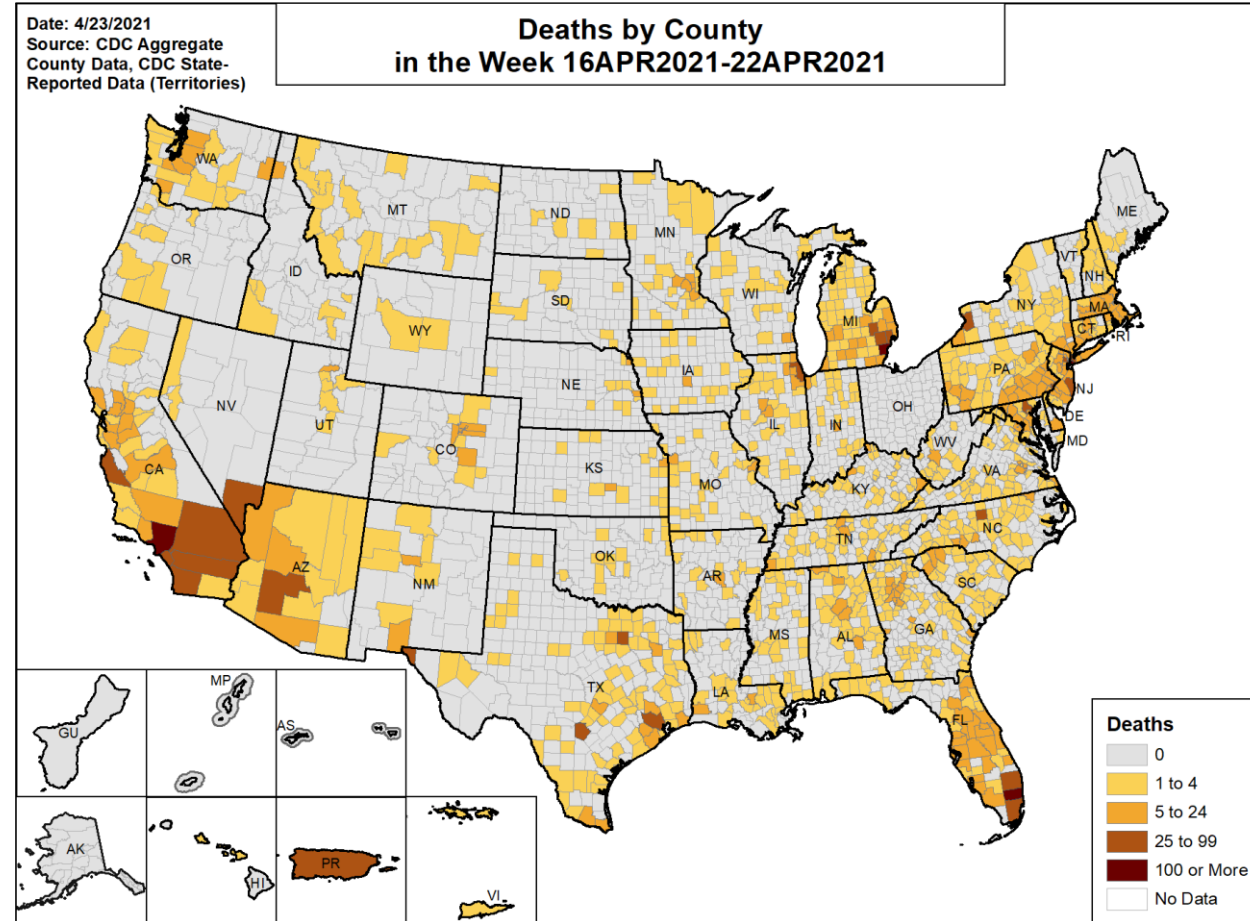 Date: 4/23/2021
Source: CDC Aggregate
County Data, CDC State-
Reported Data (Territories)
Deaths by County
in the Week 16APR2021-22APR2021
WA
MT
ND
MN
ME
OR
ID
SD
WI
MI
VT
NH
NY
MA
CT
RI
WY
IA
NE
PA
NJ
NV
UT
CO
IL
IN
OH
DE
MD
WV
VA
CA
KS
MO
KY
AZ
NM
OK
AR
TN
NC
SC
MS
AL
GA
TX
LA
FL
GU
MP
AS
AK
HI
PR
VI
Deaths
0
1 to 4
5 to 24
25 to 99
100 or More
No Data